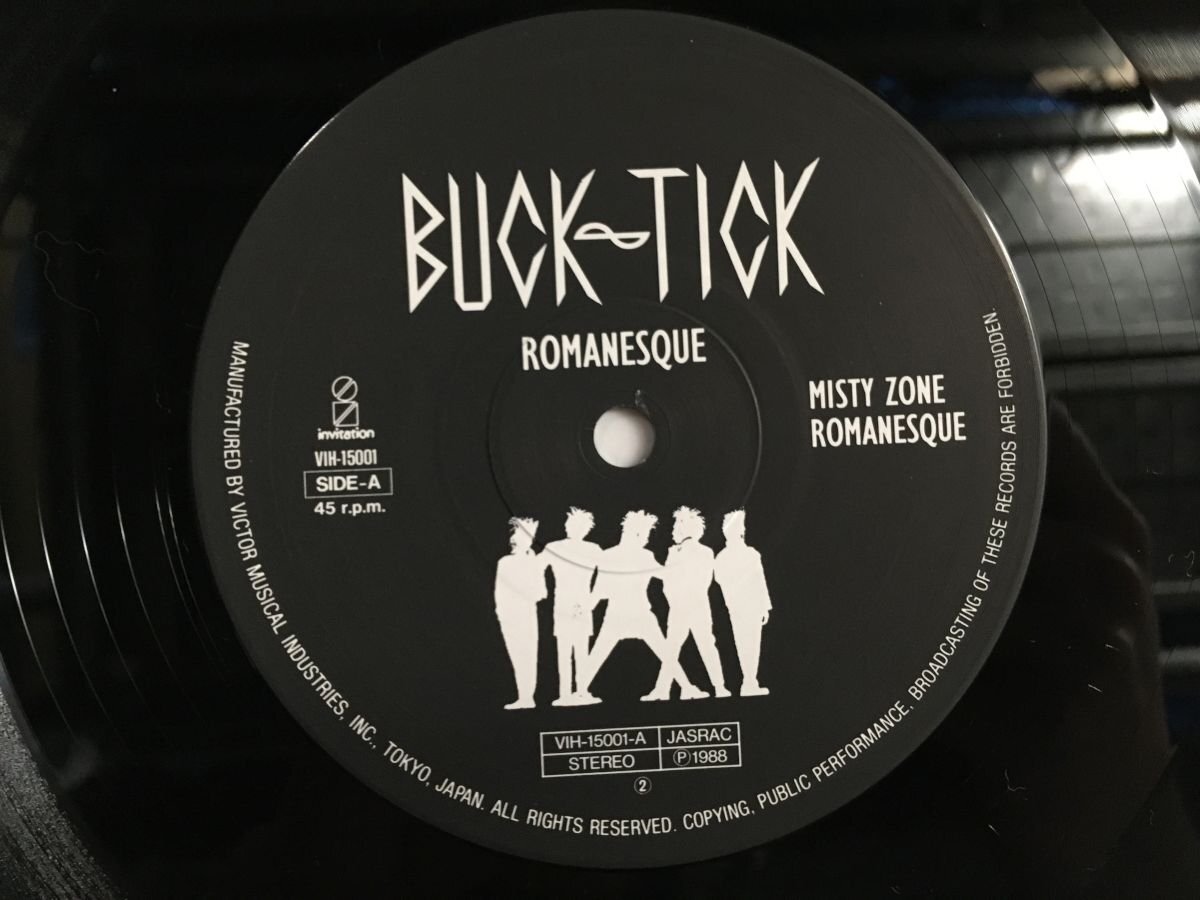 BUCK~TICK
ROMANESQUE
invitation
VIH-15001
SIDE-A
45 r.p.m.
MISTY ZONE
ROMANESQUE
VIH-15001-A JASRAC
STEREO Ⓟ1988
②
MANUFACTURED BY VICTOR MUSICAL INDUSTRIES, INC., TOKYO, JAPAN. ALL RIGHTS RESERVED. COPYING, PUBLIC PERFORMANCE, BROADCASTING OF THESE RECORDS ARE FORBIDDEN.